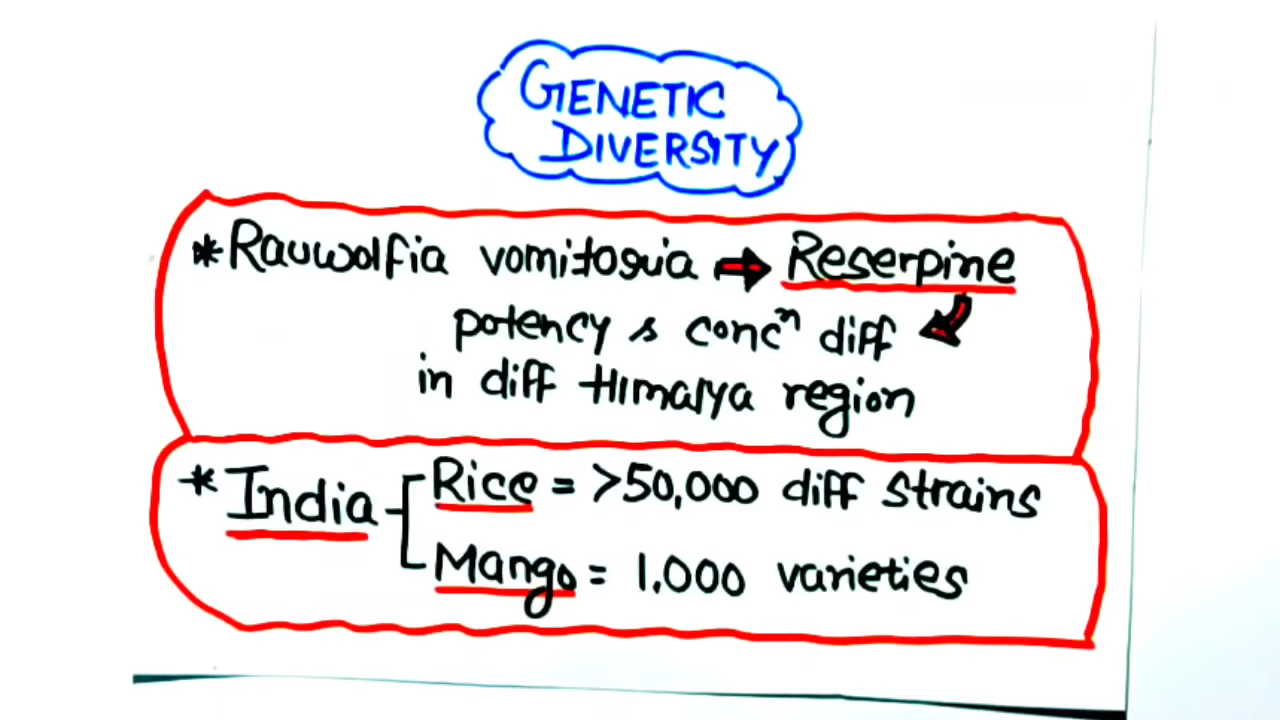 GENETIC
DIVERSITY
* Rauwolfia vomitoria → Reserpine
potency & concⁿ diff
in diff Himalya region
* India
Rice = >50,000 diff strains
Mango = 1,000 varieties